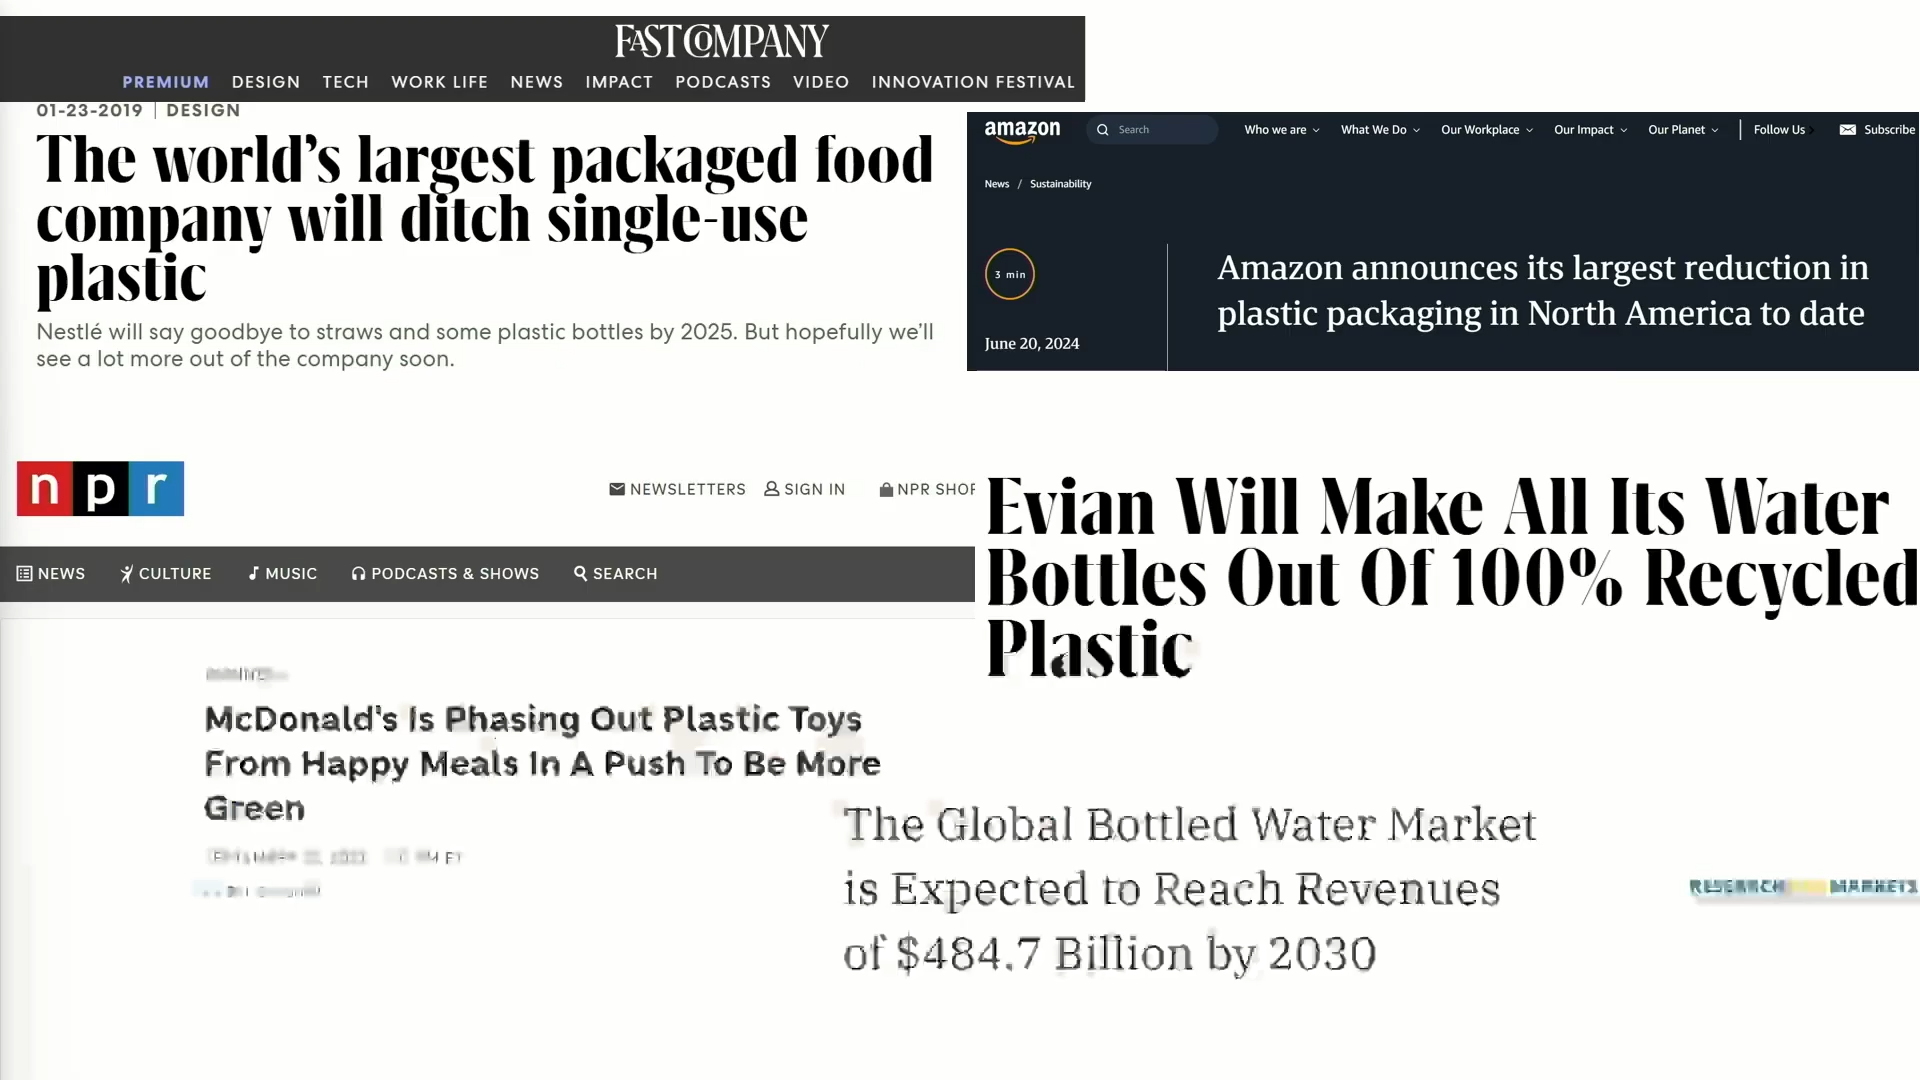 FAST COMPANY
PREMIUM DESIGN TECH WORK LIFE NEWS IMPACT PODCASTS VIDEO INNOVATION FESTIVAL
01-23-2019 | DESIGN
The world's largest packaged food
company will ditch single-use
plastic
Nestlé will say goodbye to straws and some plastic bottles by 2025. But hopefully we'll
see a lot more out of the company soon.
amazon Search Who we are What We Do Our Workplace Our Impact Our Planet Follow Us Subscribe
News / Sustainability
3 min
June 20, 2024
Amazon announces its largest reduction in
plastic packaging in North America to date
npr
NEWSLETTERS SIGN IN NPR SHOP
NEWS CULTURE MUSIC PODCASTS & SHOWS SEARCH
McDonald's Is Phasing Out Plastic Toys
From Happy Meals In A Push To Be More
Green
Evian Will Make All Its Water
Bottles Out Of 100% Recycled
Plastic
The Global Bottled Water Market
is Expected to Reach Revenues
of $484.7 Billion by 2030
RESEARCH AND MARKETS